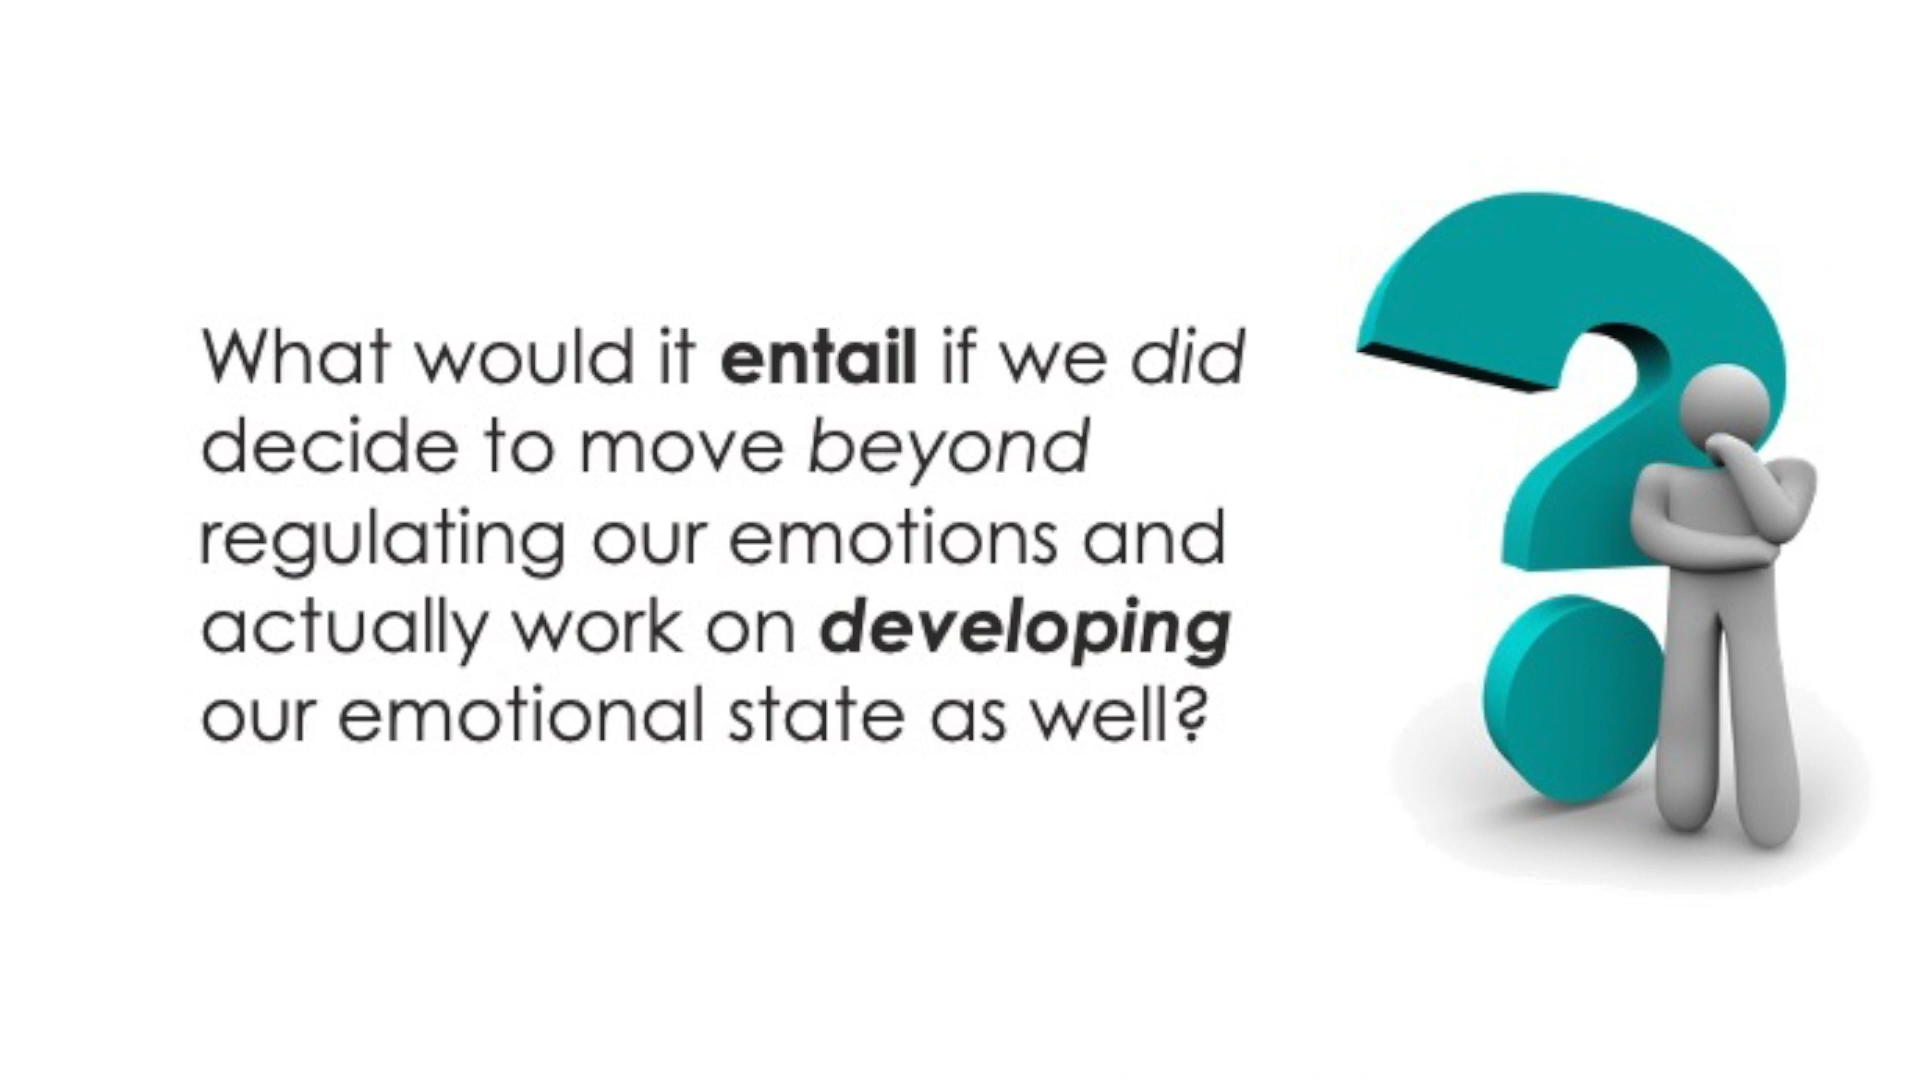 What would it entail if we did
decide to move beyond
regulating our emotions and
actually work on developing
our emotional state as well?